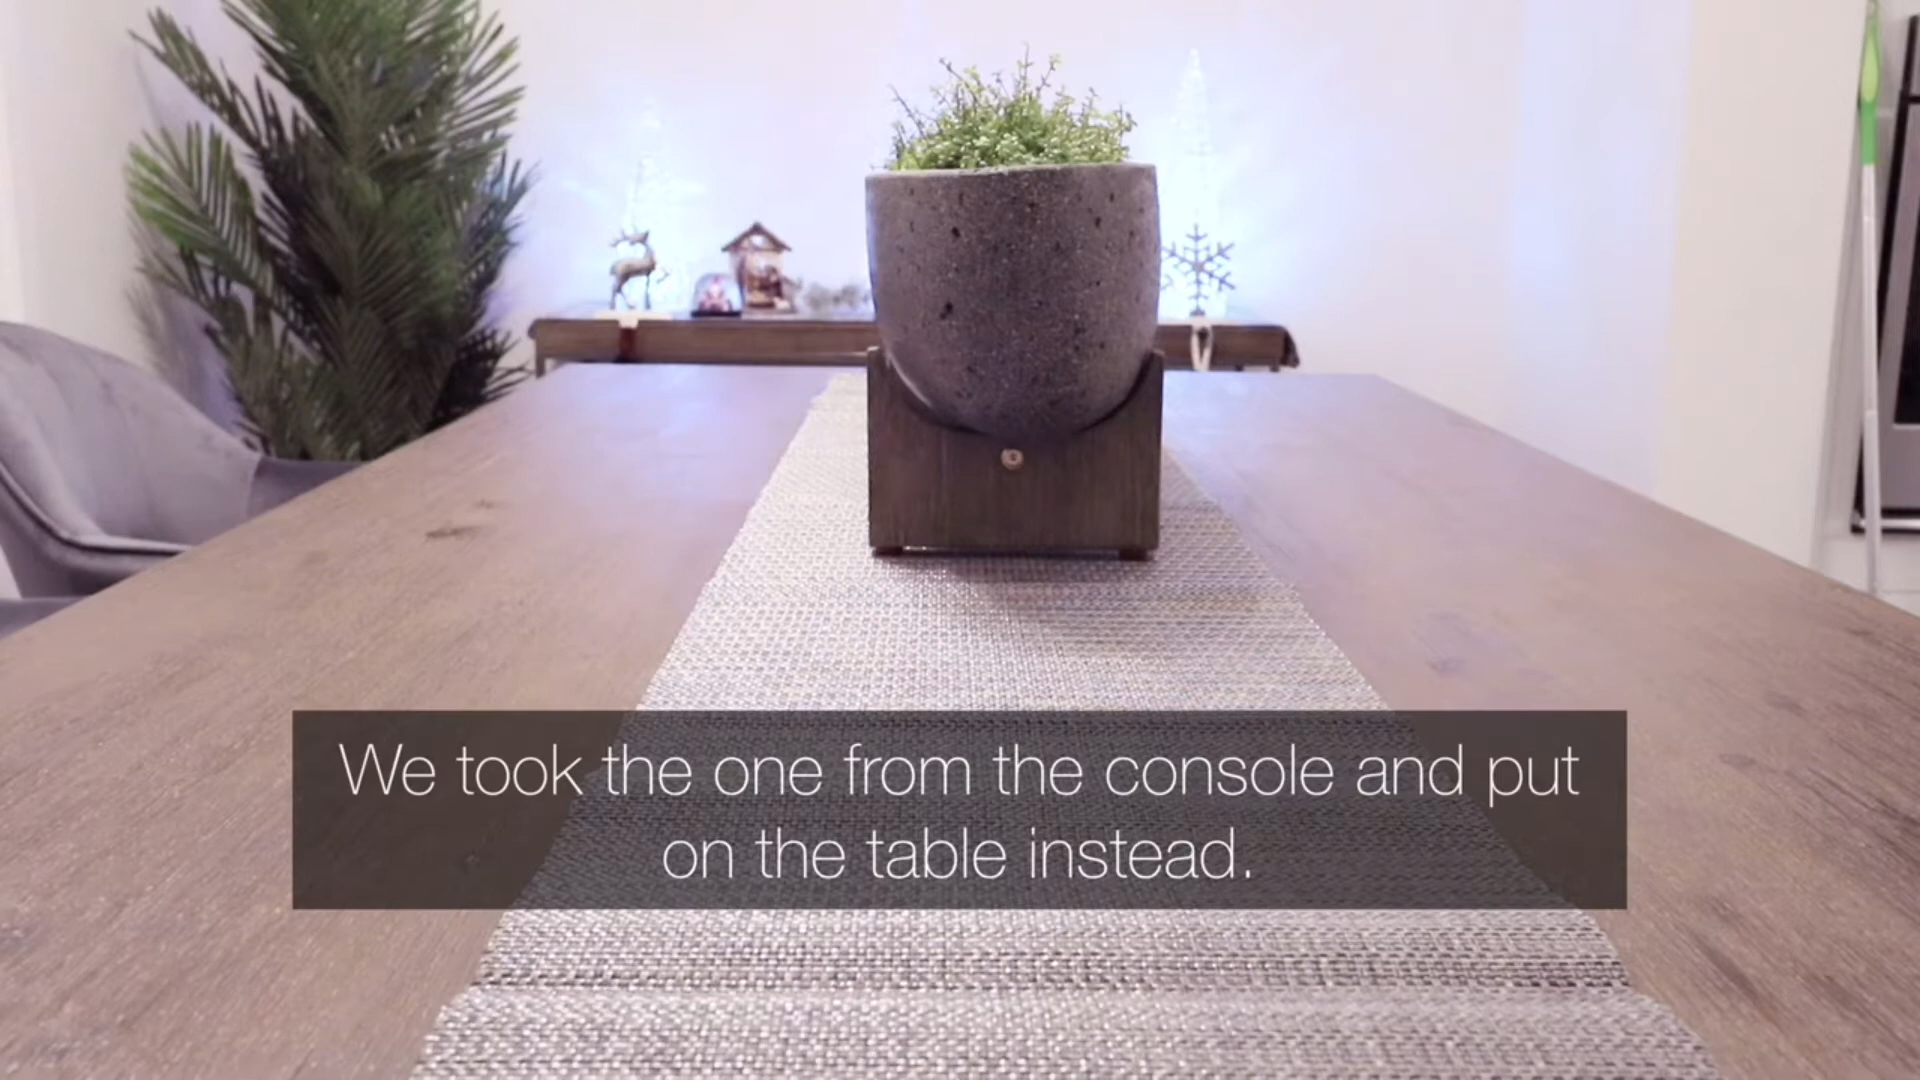 We took the one from the console and put
on the table instead.